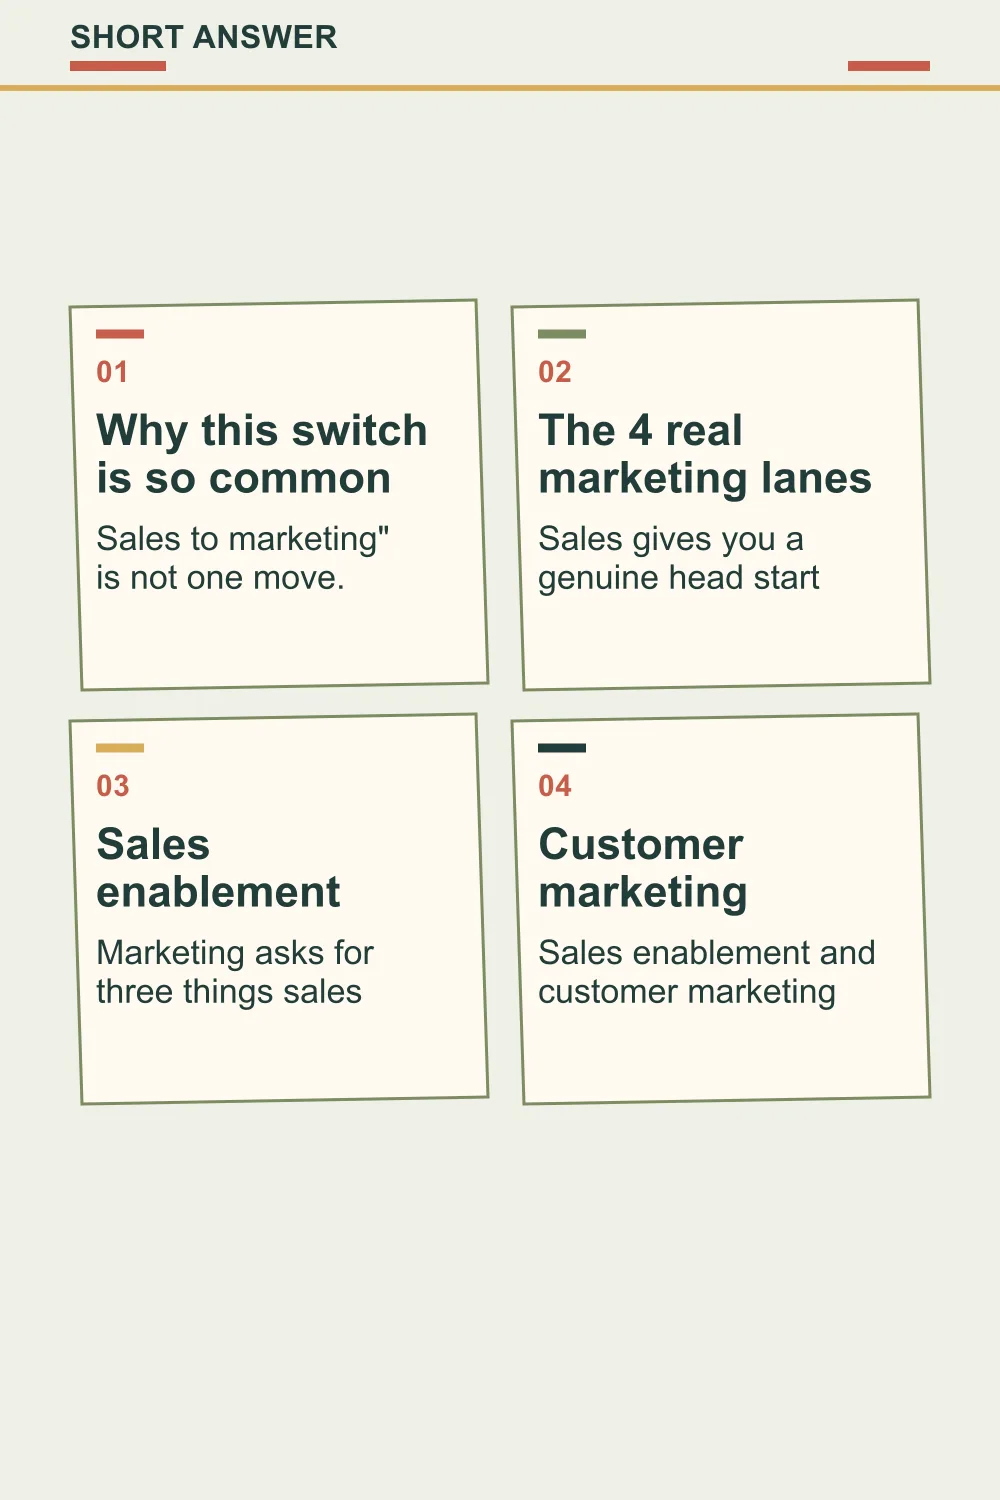 SHORT ANSWER
01
Why this switch
is so common
Sales to marketing"
is not one move.
02
The 4 real
marketing lanes
Sales gives you a
genuine head start
03
Sales
enablement
Marketing asks for
three things sales
04
Customer
marketing
Sales enablement and
customer marketing